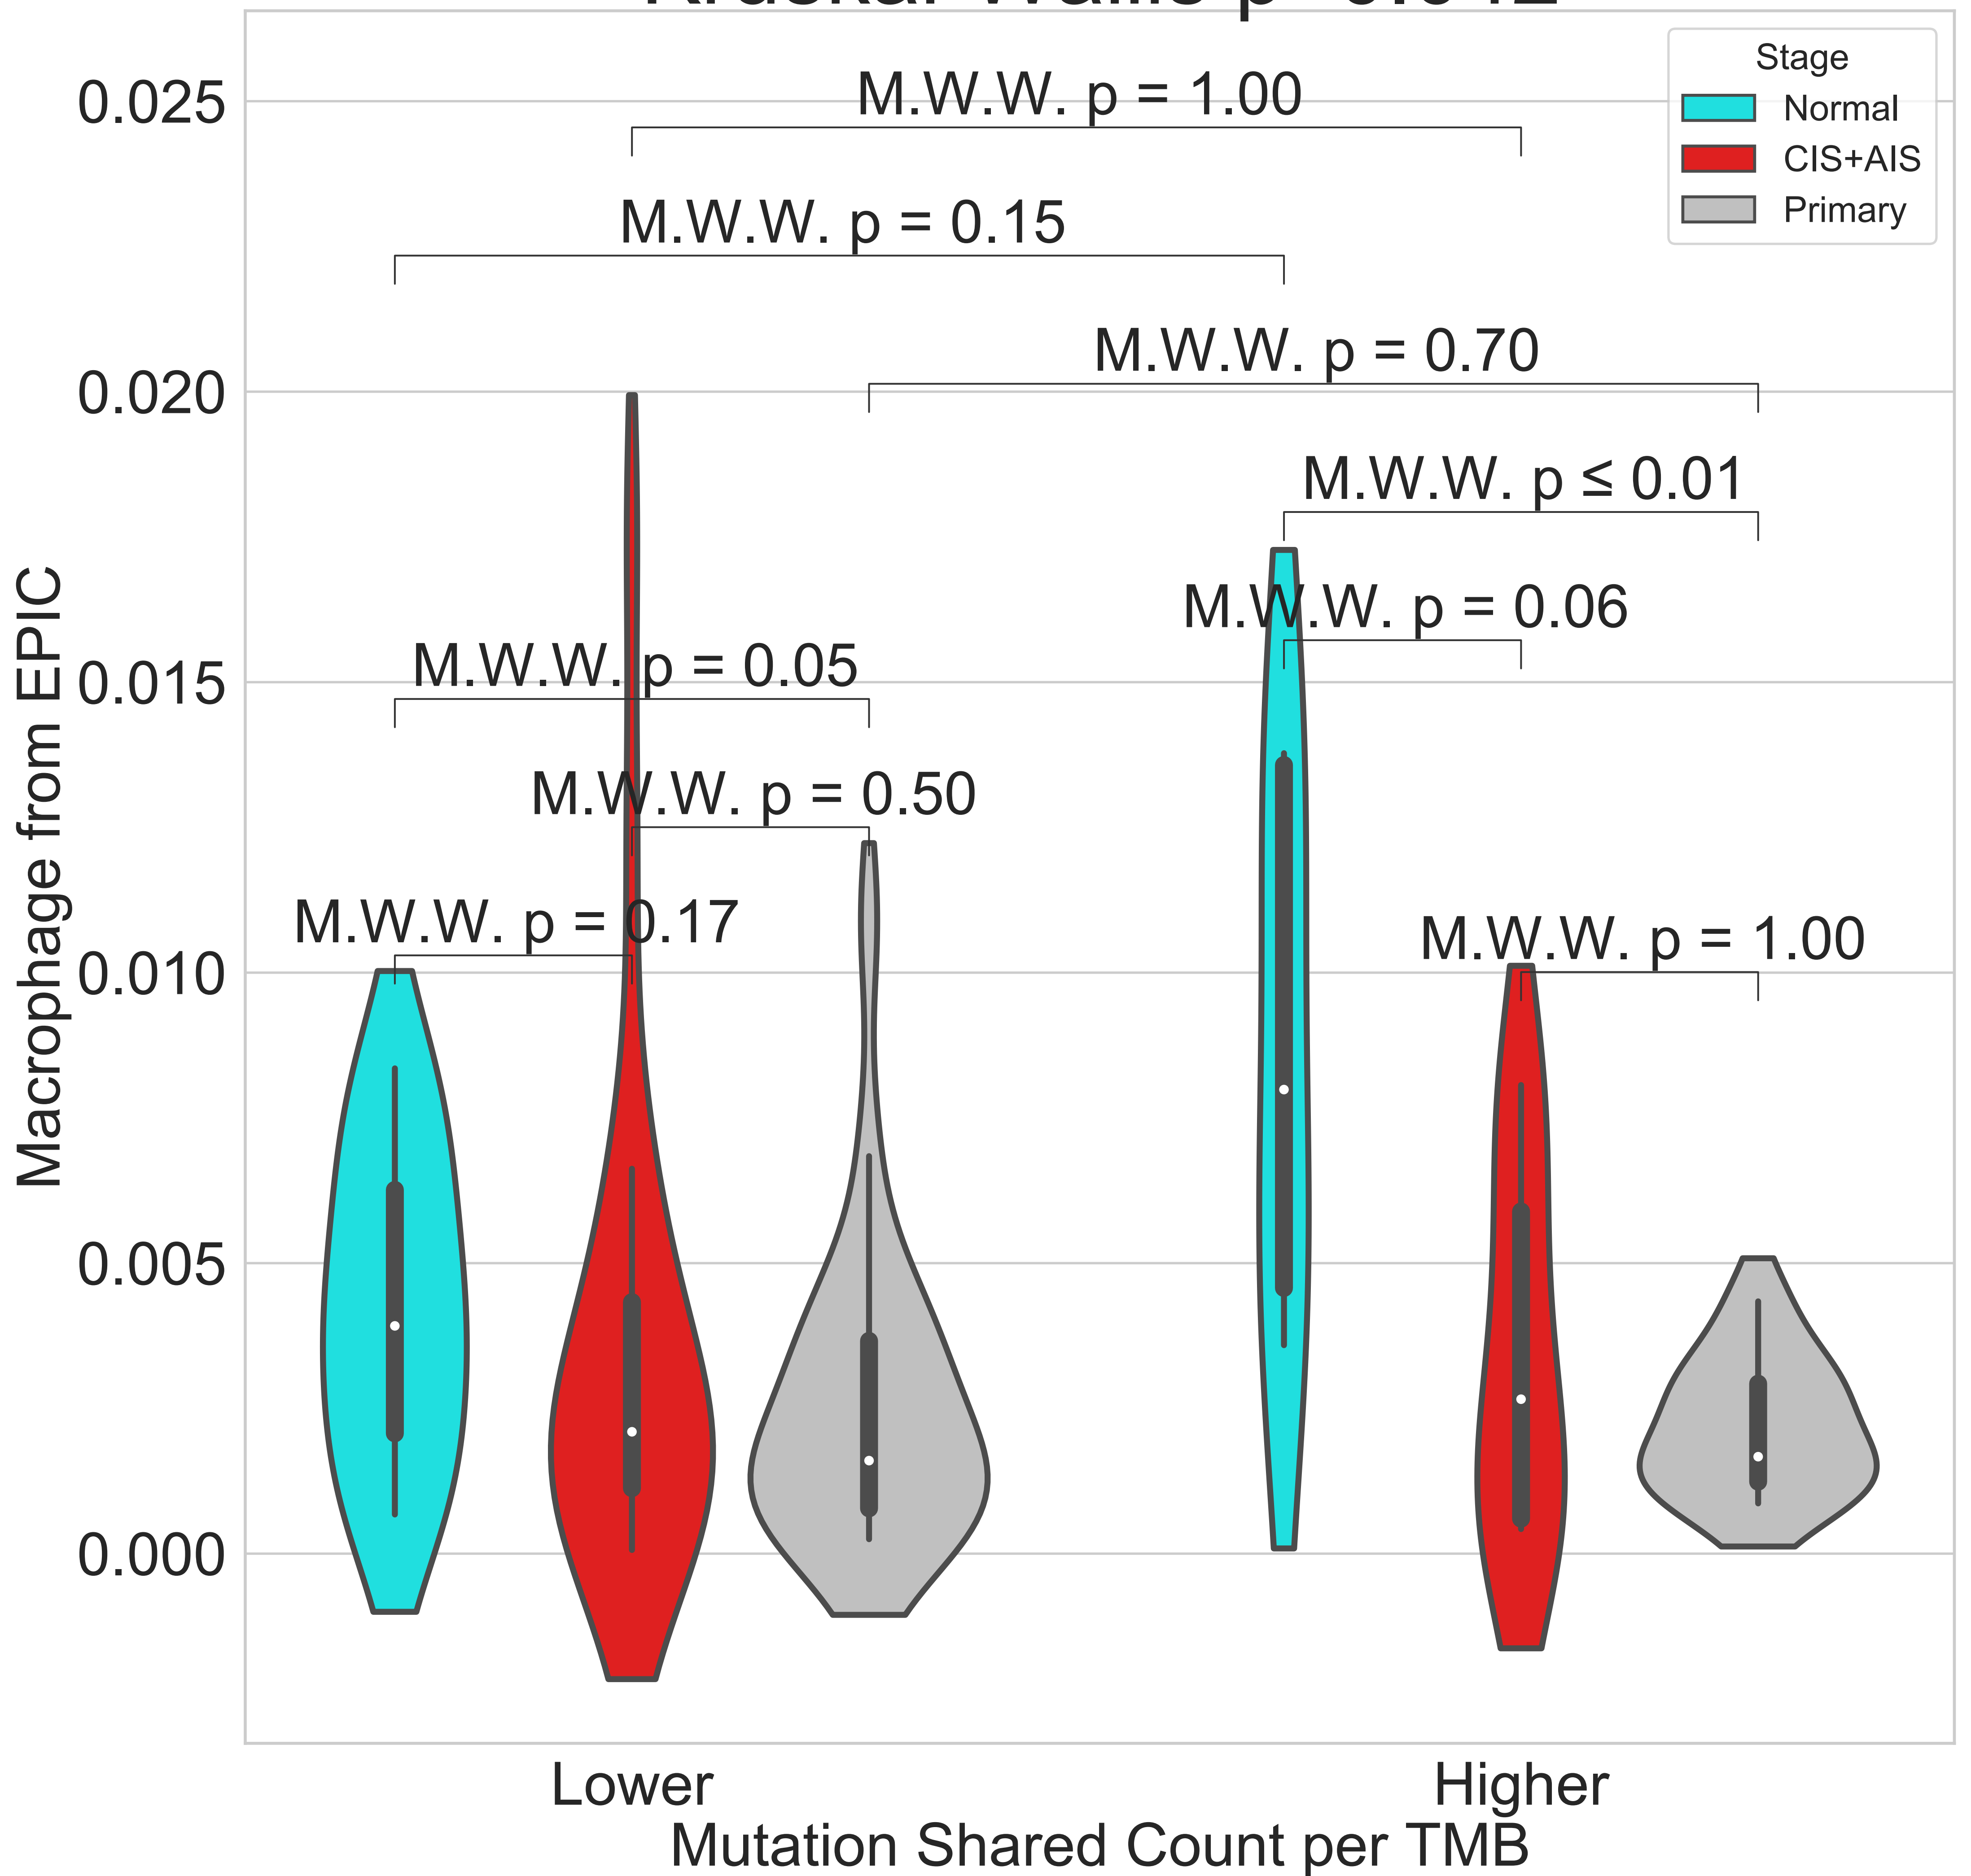 Stage
Normal
CIS+AIS
Primary
M.W.W. p = 1.00
M.W.W. p = 0.15
M.W.W. p = 0.70
M.W.W. p ≤ 0.01
M.W.W. p = 0.06
M.W.W. p = 0.05
M.W.W. p = 0.50
M.W.W. p = 0.17
M.W.W. p = 1.00
0.025
0.020
0.015
0.010
0.005
0.000
Macrophage from EPIC
Lower
Higher
Mutation Shared Count per TMB